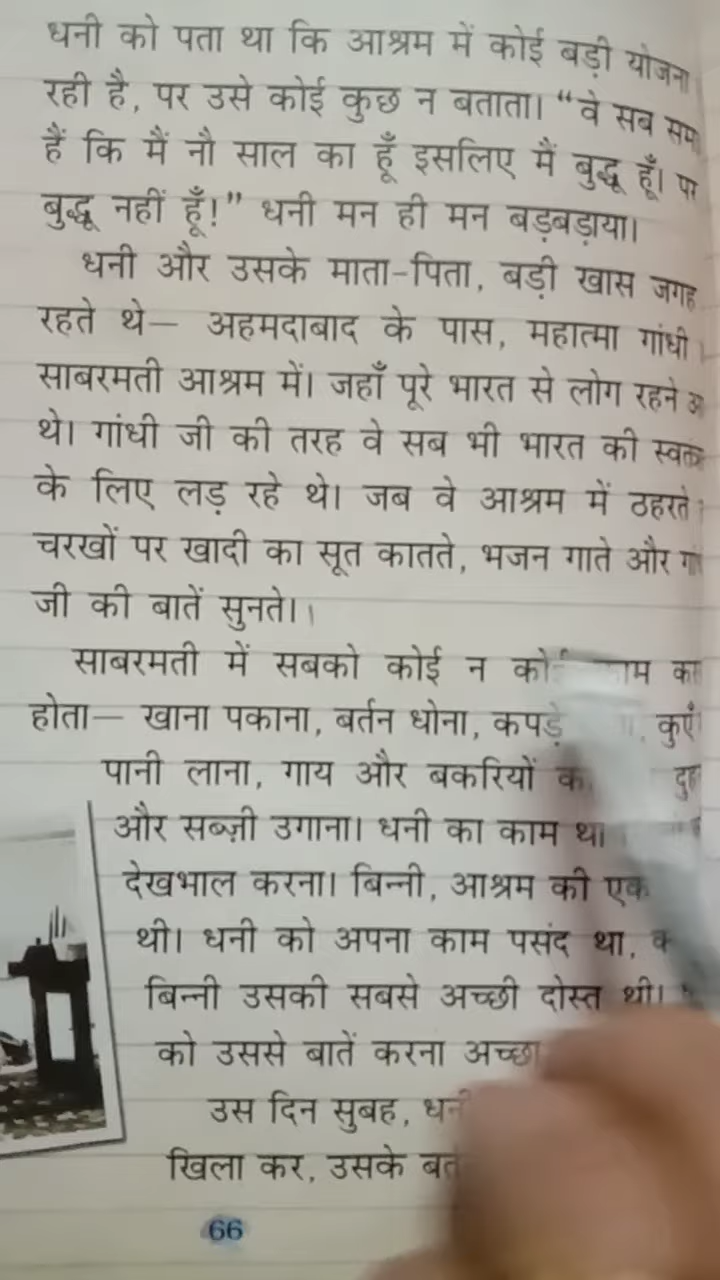 धनी को पता था कि आश्रम में कोई बड़ी योजना
रही है, पर उसे कोई कुछ न बताता। “वे सब
हैं कि मैं नौ साल का हूँ इसलिए मैं बुद्धू हूँ। पर
बुद्धू नहीं हूँ!” धनी मन ही मन बड़बड़ाया।
धनी और उसके माता-पिता, बड़ी खास जगह
रहते थे— अहमदाबाद के पास, महात्मा गांधी
साबरमती आश्रम में। जहाँ पूरे भारत से लोग रहने
थे। गांधी जी की तरह वे सब भी भारत की
के लिए लड़ रहे थे। जब वे आश्रम में ठहरते
चरखों पर खादी का सूत कातते, भजन गाते और
जी की बातें सुनते।
साबरमती में सबको कोई न
होता— खाना पकाना, बर्तन धोना, कपड़े
पानी लाना, गाय और बकरियों
और सब्ज़ी उगाना। धनी का काम था
देखभाल करना। बिन्नी, आश्रम की एक
थी। धनी को अपना काम पसंद था,
बिन्नी उसकी सबसे अच्छी दोस्त थी।
को उससे बातें करना
उस दिन सुबह,
खिला कर, उसके
66